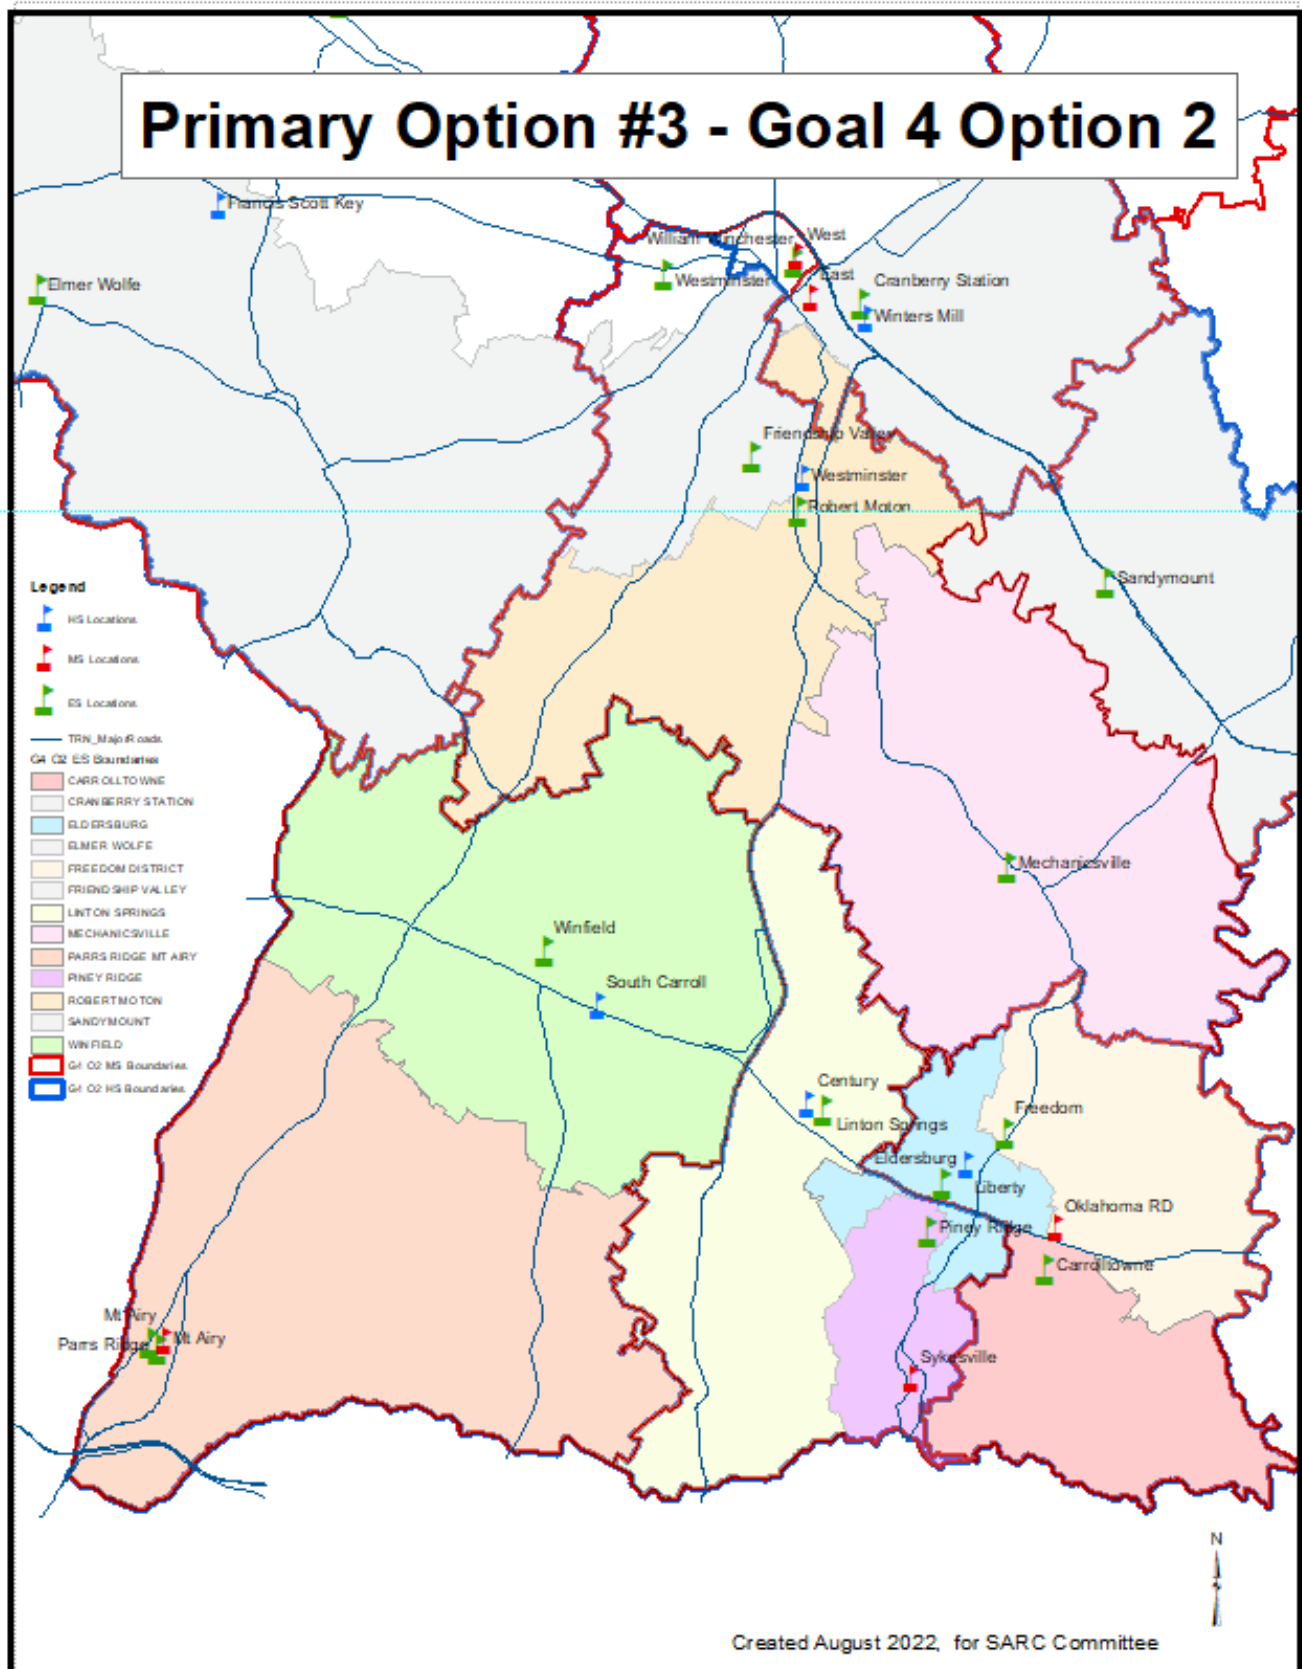 Primary Option #3 - Goal 4 Option 2
Francis Scott Key
Elmer Wolfe
William Winchester
West
Westminster
East
Cranberry Station
Winters Mill
Friendship Valley
Westminster
Robert Moton
Sandymount
Mechanicsville
Winfield
South Carroll
Century
Linton Springs
Freedom
Eldersburg
Liberty
Oklahoma RD
Piney Ridge
Carrolltowne
Mt Airy
Parrs Ridge
Mt Airy
Sykesville
Legend
HS Locations
MS Locations
ES Locations
TRN_MajorRoads
G4 O2 ES Boundaries
CARROLLTOWNE
CRANBERRY STATION
ELDERSBURG
ELMER WOLFE
FREEDOM DISTRICT
FRIENDSHIP VALLEY
LINTON SPRINGS
MECHANICSVILLE
PARRS RIDGE MT AIRY
PINEY RIDGE
ROBERT MOTON
SANDYMOUNT
WINFIELD
G4 O2 MS Boundaries
G4 O2 HS Boundaries
N
Created August 2022, for SARC Committee